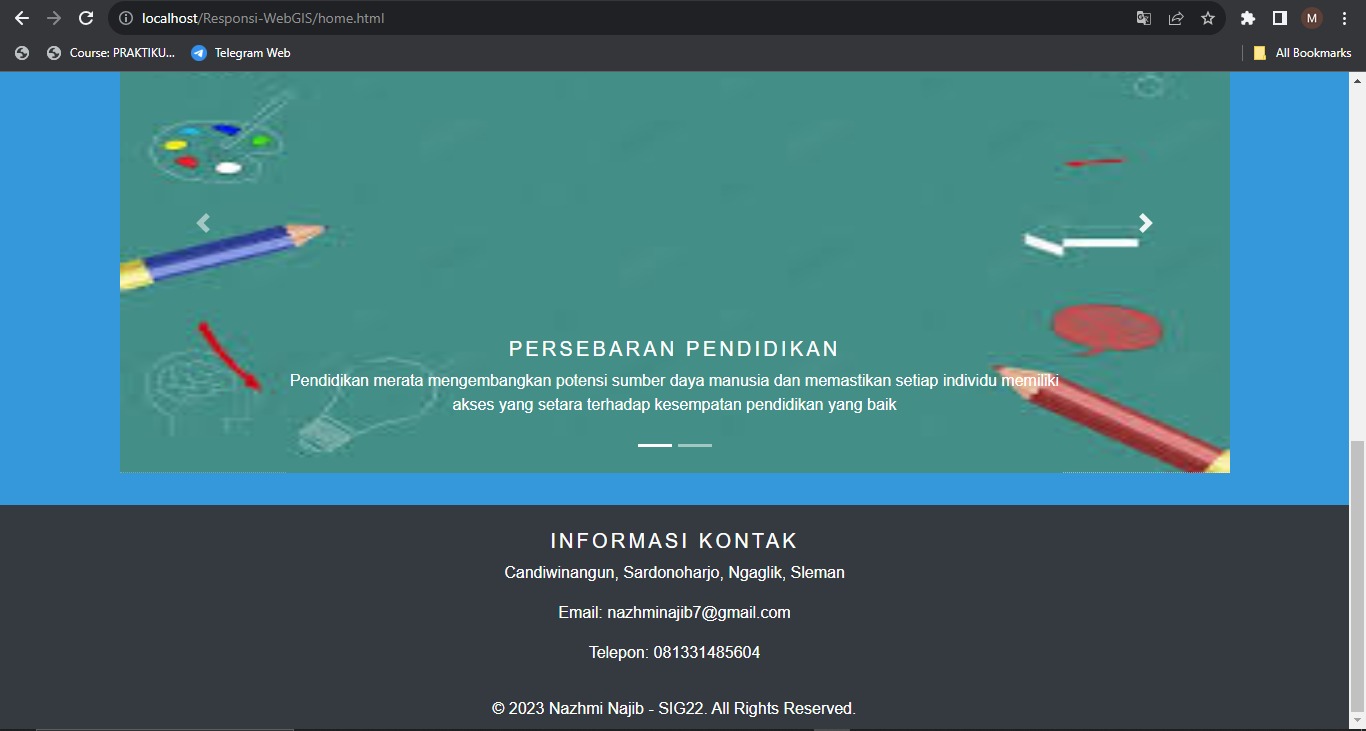 localhost/Responsi-WebGIS/home.html
M
Course: PRAKTIKU...
Telegram Web
All Bookmarks
PERSEBARAN PENDIDIKAN
Pendidikan merata mengembangkan potensi sumber daya manusia dan memastikan setiap individu memiliki
akses yang setara terhadap kesempatan pendidikan yang baik
INFORMASI KONTAK
Candiwinangun, Sardonoharjo, Ngaglik, Sleman
Email: nazhminajib7@gmail.com
Telepon: 081331485604
© 2023 Nazhmi Najib - SIG22. All Rights Reserved.